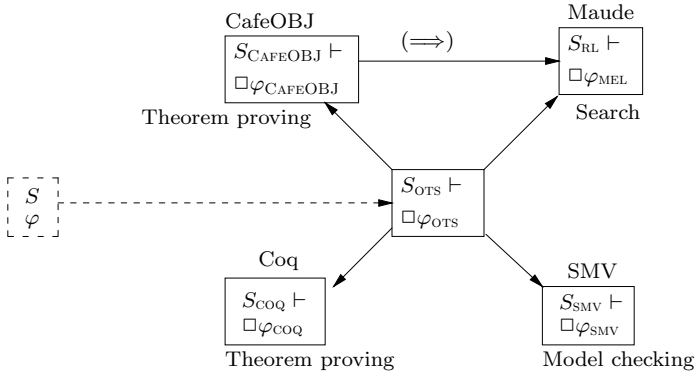 CafeOBJ
Maude
S_CAFEOBJ ⊢
□φ_CAFEOBJ
(⟹)
S_RL ⊢
□φ_MEL
Theorem proving
Search
S
φ
S_OTS ⊢
□φ_OTS
Coq
SMV
S_COQ ⊢
□φ_COQ
S_SMV ⊢
□φ_SMV
Theorem proving
Model checking